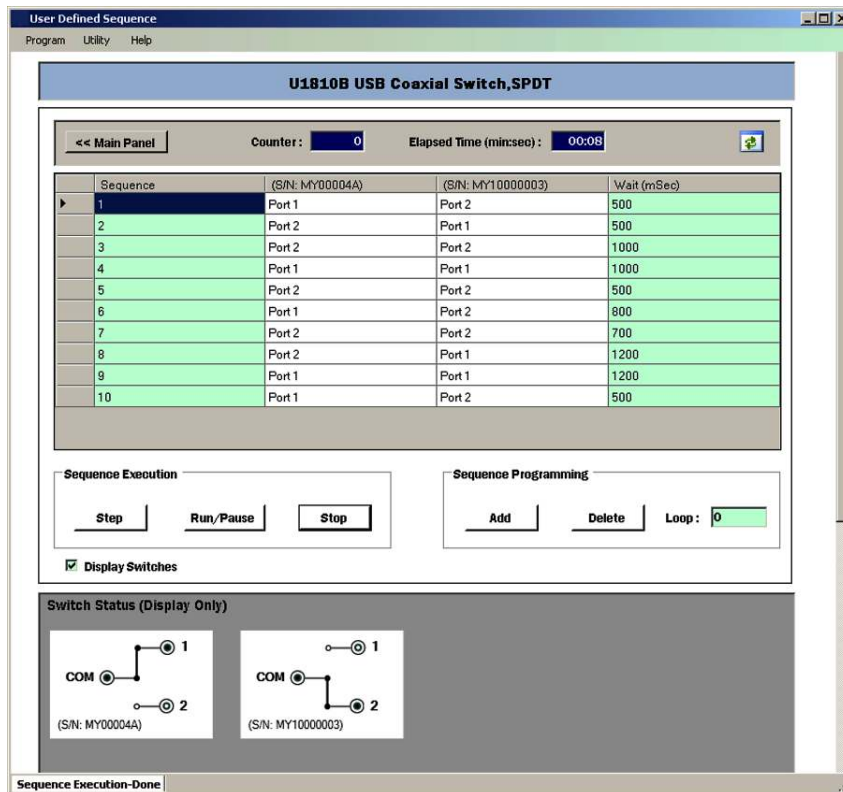 User Defined Sequence
Program Utility Help
U1810B USB Coaxial Switch,SPDT
<< Main Panel Counter : 0 Elapsed Time (min:sec) : 00:08
Sequence (S/N: MY00004A) (S/N: MY10000003) Wait (mSec)
1 Port 1 Port 2 500
2 Port 2 Port 1 500
3 Port 2 Port 2 1000
4 Port 1 Port 1 1000
5 Port 2 Port 2 500
6 Port 1 Port 2 800
7 Port 2 Port 2 700
8 Port 2 Port 1 1200
9 Port 1 Port 1 1200
10 Port 1 Port 2 500
Sequence Execution Sequence Programming
Step Run/Pause Stop Add Delete Loop : 0
Display Switches
Switch Status (Display Only)
1 1
COM COM
2 2
(S/N: MY00004A) (S/N: MY10000003)
Sequence Execution-Done